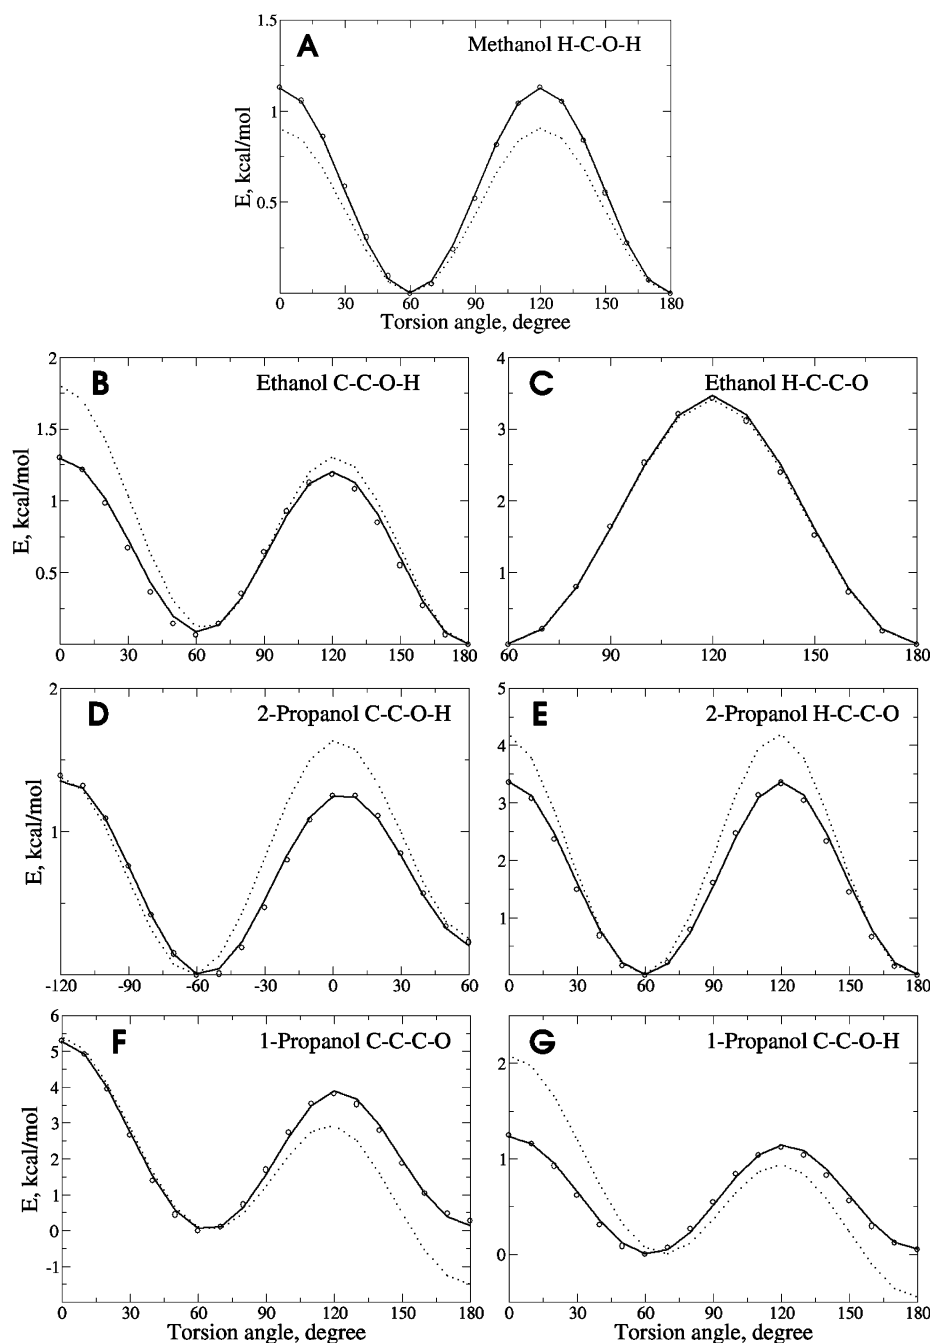 1.5
A
Methanol H-C-O-H
1
0.5
E, kcal/mol
0 30 60 90 120 150 180
Torsion angle, degree
2
B
Ethanol C-C-O-H
1.5
1
0.5
E, kcal/mol
0 30 60 90 120 150 180
4
C
Ethanol H-C-C-O
3
2
1
0
60 90 120 150 180
2
D
2-Propanol C-C-O-H
1
0
E, kcal/mol
-120 -90 -60 -30 0 30 60
5
E
2-Propanol H-C-C-O
4
3
2
1
0
0 30 60 90 120 150 180
6
F
1-Propanol C-C-C-O
5
4
3
2
1
0
-1
E, kcal/mol
0 30 60 90 120 150 180
Torsion angle, degree
G
1-Propanol C-C-O-H
2
1
0
0 30 60 90 120 150 180
Torsion angle, degree